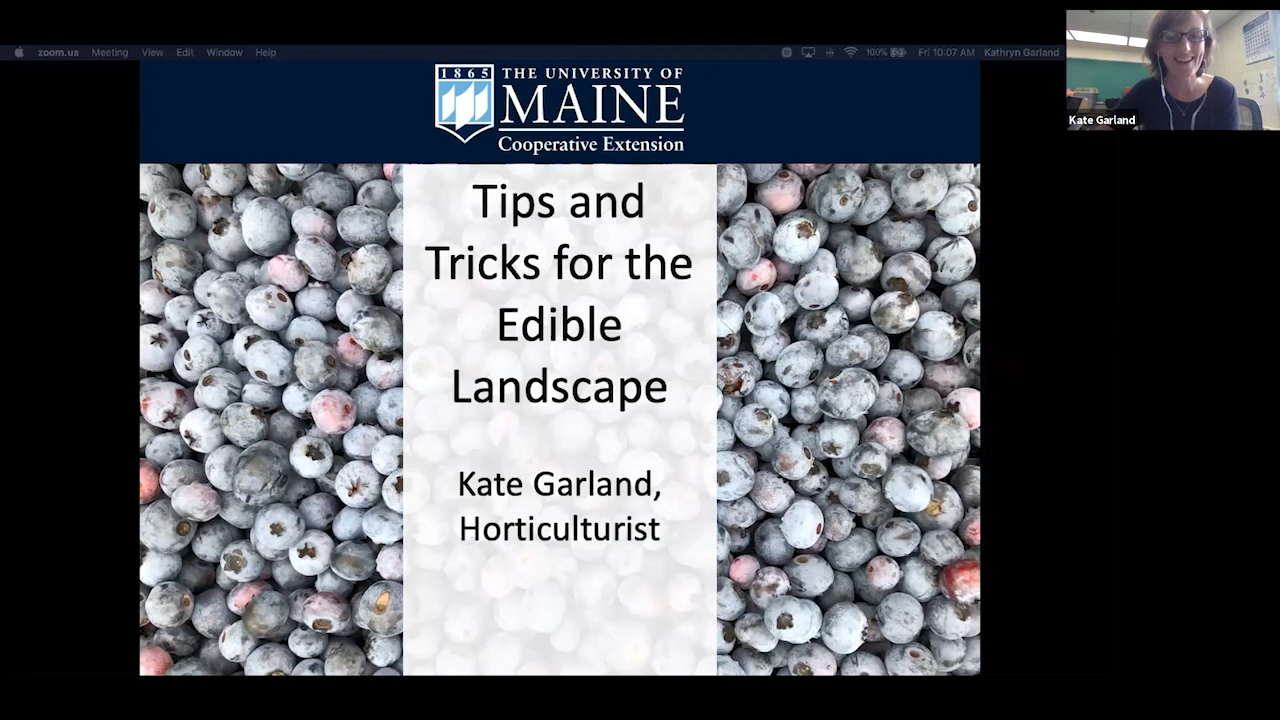 zoom.us Meeting View Edit Window Help 100% Fri 10:07 AM Kathryn Garland
Kate Garland
1865
THE UNIVERSITY OF
MAINE
Cooperative Extension
Tips and
Tricks for the
Edible
Landscape
Kate Garland,
Horticulturist